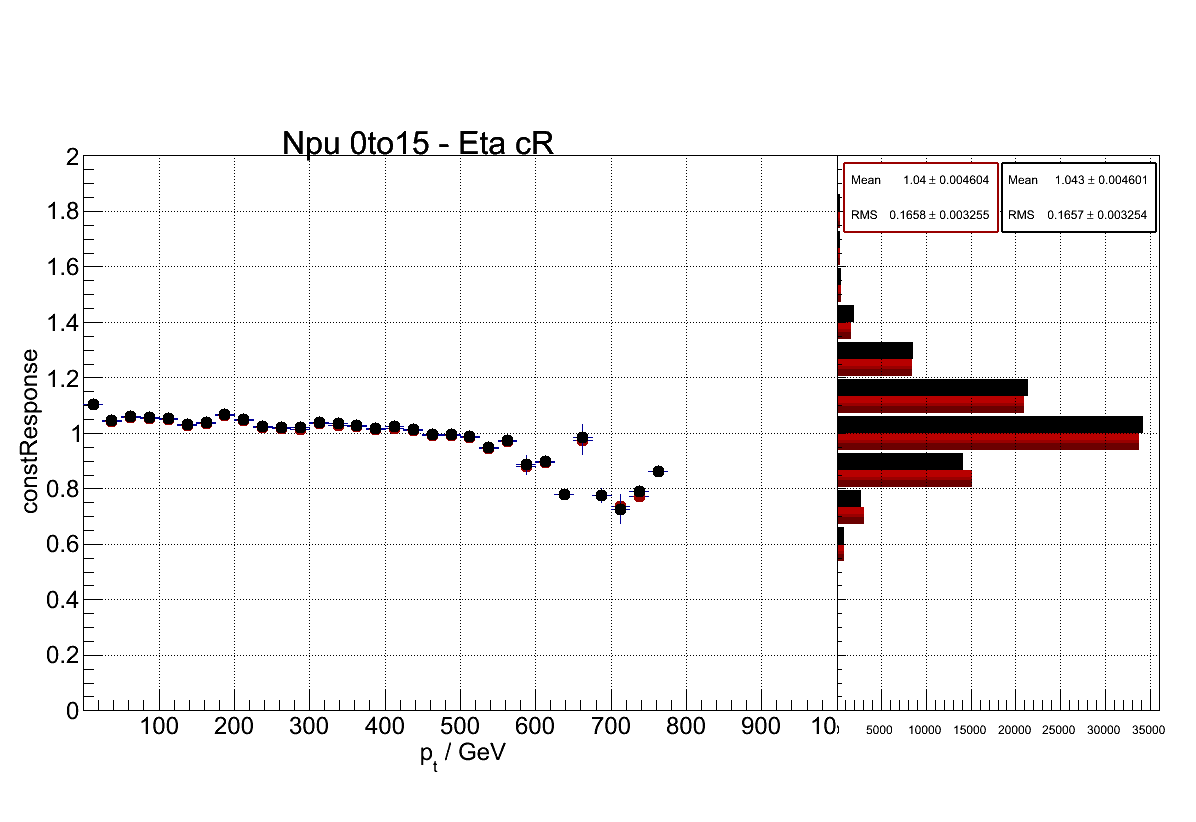 Npu 0to15 - Eta cR
2
1.8
1.6
1.4
1.2
1
0.8
0.6
0.4
0.2
0
constResponse
100 200 300 400 500 600 700 800 900
p_t / GeV
Mean 1.04 ± 0.004604
RMS 0.1658 ± 0.003255
Mean 1.043 ± 0.004601
RMS 0.1657 ± 0.003254
5000 10000 15000 20000 25000 30000 35000